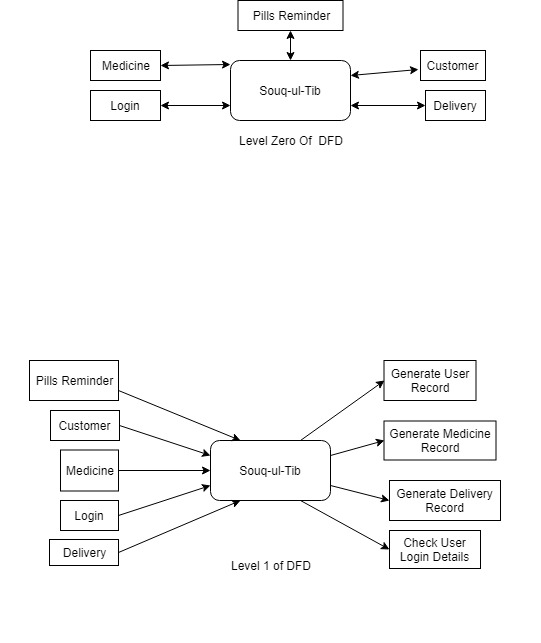 Pills Reminder
Medicine
Customer
Souq-ul-Tib
Login
Delivery
Level Zero Of DFD
Pills Reminder
Generate User
Record
Customer
Generate Medicine
Record
Medicine
Souq-ul-Tib
Generate Delivery
Record
Login
Check User
Login Details
Delivery
Level 1 of DFD